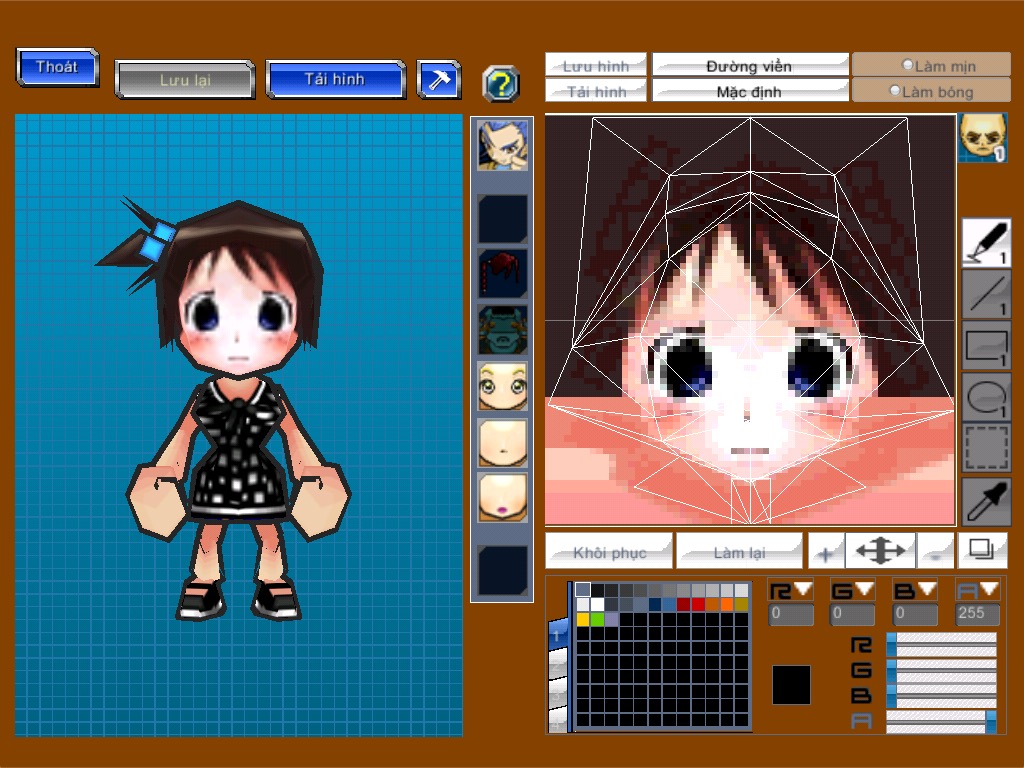 Thoát
Lưu lại
Tải hình
?
Lưu hình
Đường viền
Làm mịn
Tải hình
Mặc định
Làm bóng
1
1
1
1
1
Khôi phục
Làm lại
+
-
1
R G B A
0
0
0
255
R
G
B
A